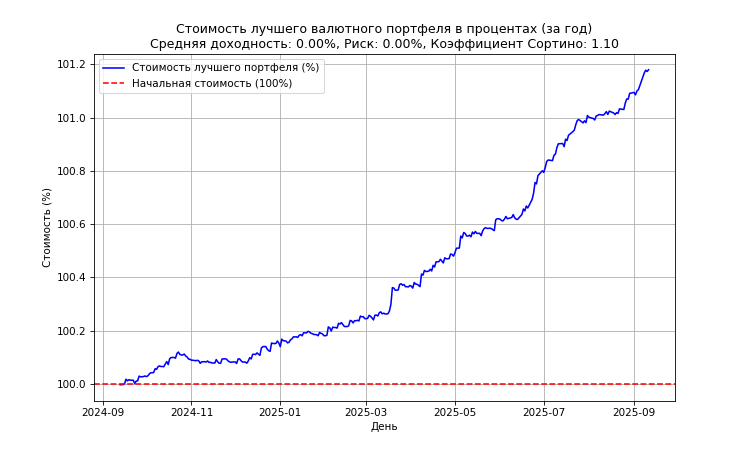 Стоимость лучшего валютного портфеля в процентах (за год)
Средняя доходность: 0.00%, Риск: 0.00%, Коэффициент Сортино: 1.10
Стоимость лучшего портфеля (%)
Начальная стоимость (100%)
Стоимость (%)
101.2
101.0
100.8
100.6
100.4
100.2
100.0
2024-09
2024-11
2025-01
2025-03
2025-05
2025-07
2025-09
День